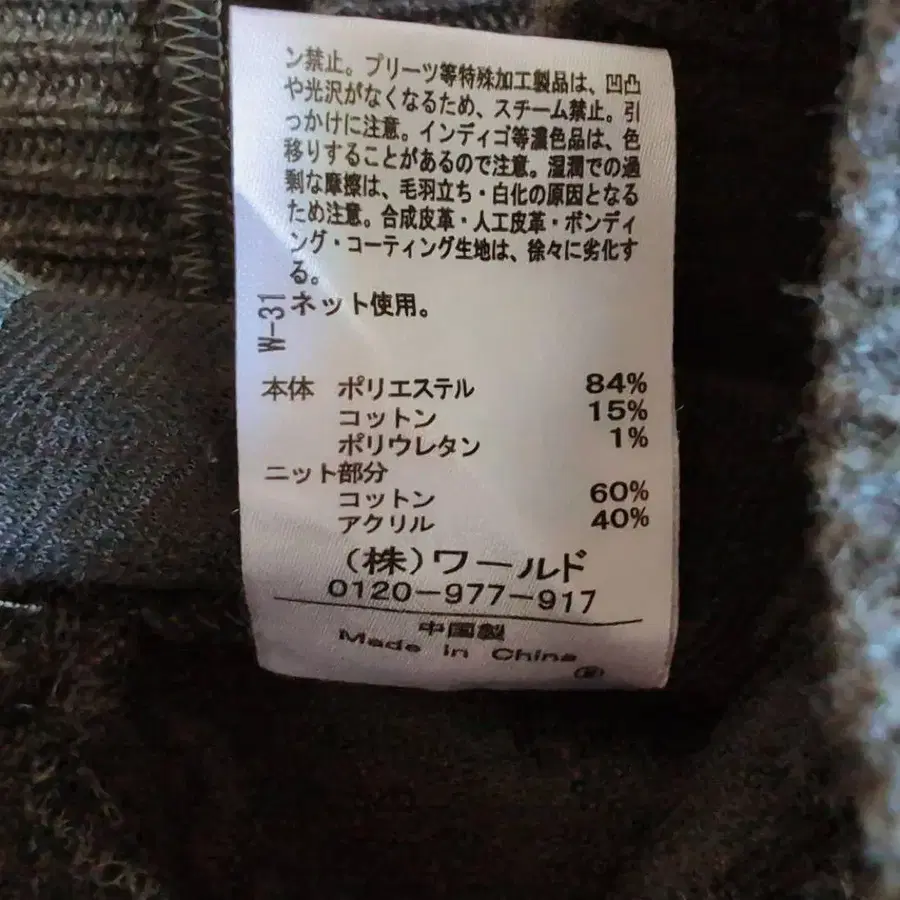 ン禁止。プリーツ等特殊加工製品は、凹凸
や光沢がなくなるため、スチーム禁止。引
っかけに注意。インディゴ等濃色品は、色
移りすることがあるので注意。湿潤での過
剰な摩擦は、毛羽立ち・白化の原因となる
ため注意。合成皮革・人工皮革・ボンディ
ング・コーティング生地は、徐々に劣化す
る。
ネット使用。
W-31
本体 ポリエステル 84%
コットン 15%
ポリウレタン 1%
ニット部分
コットン 60%
アクリル 40%
(株)ワールド
0120-977-917
中国製
Made in China